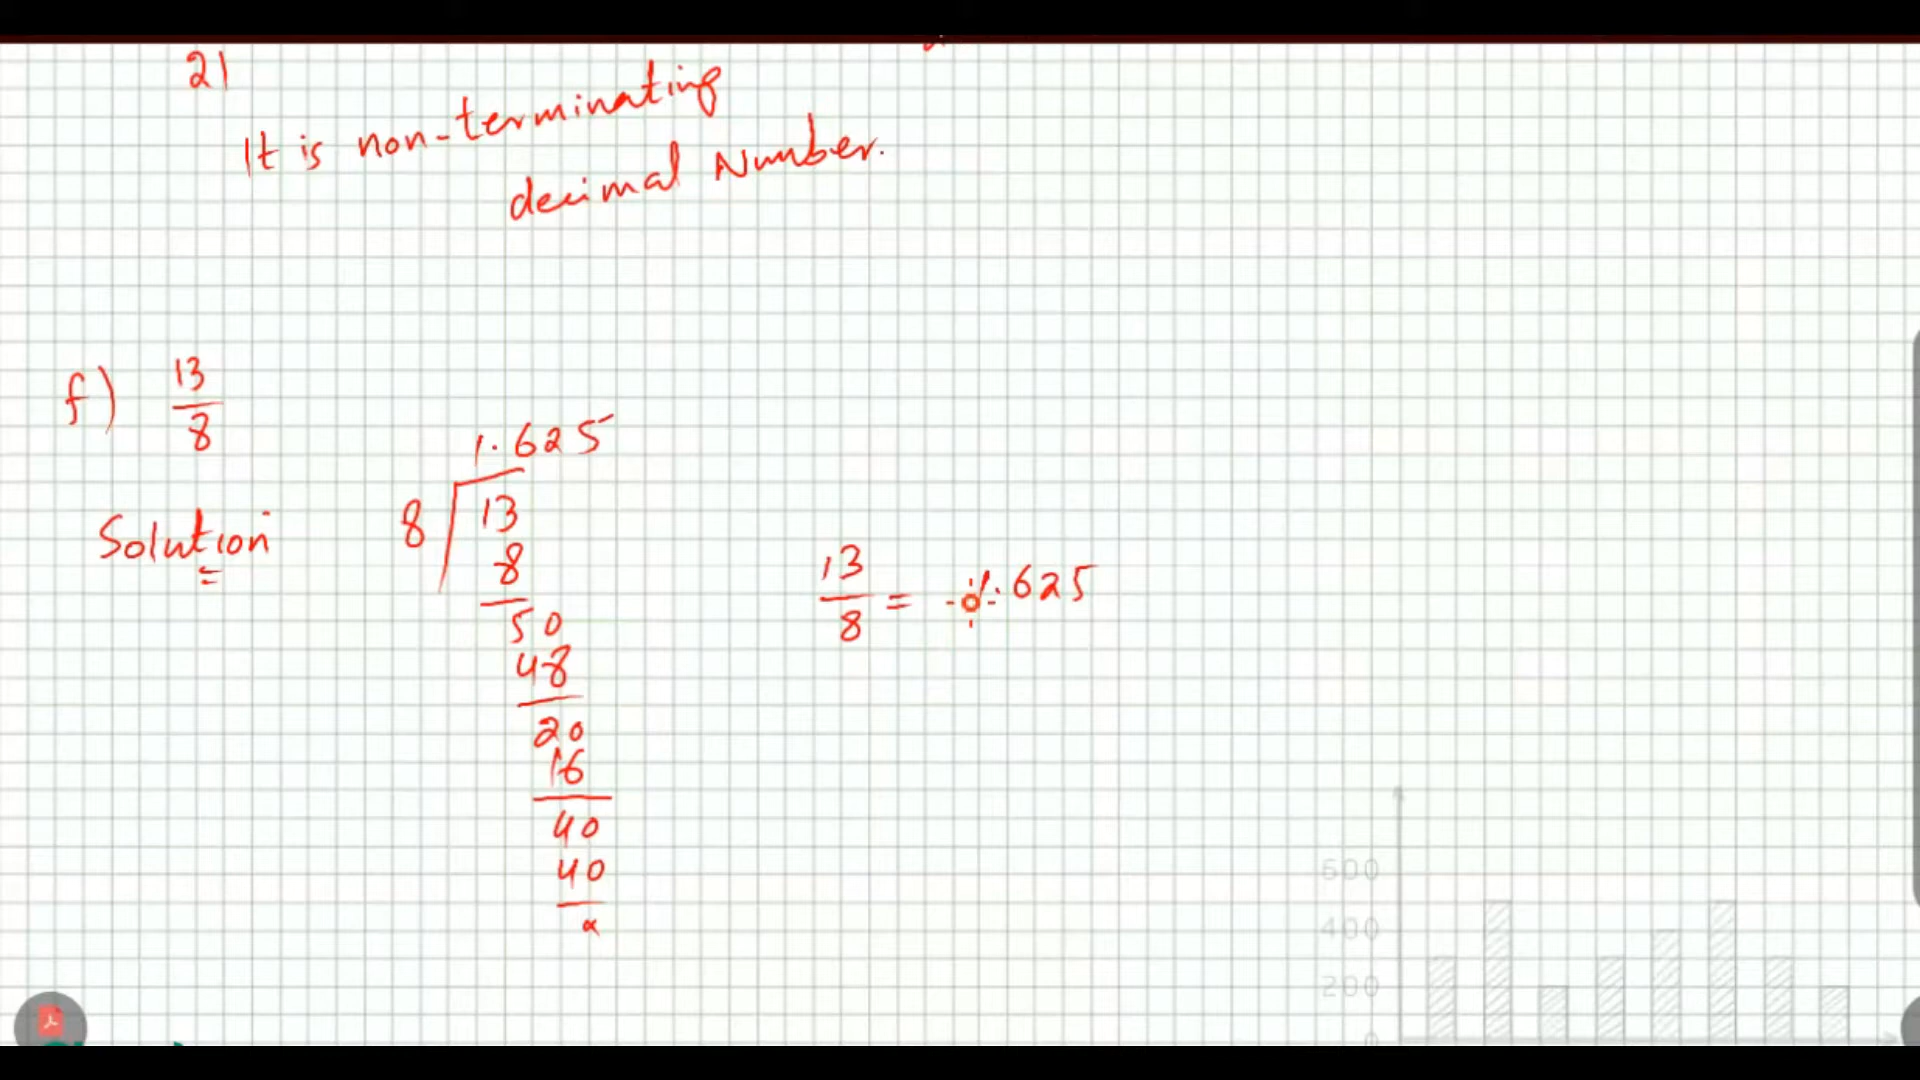 21
It is non-terminating
decimal Number.
f) 13/8
1.625
Solution
8 13
8
50
48
20
16
40
40
13/8 = 1.625
600
400
200
0